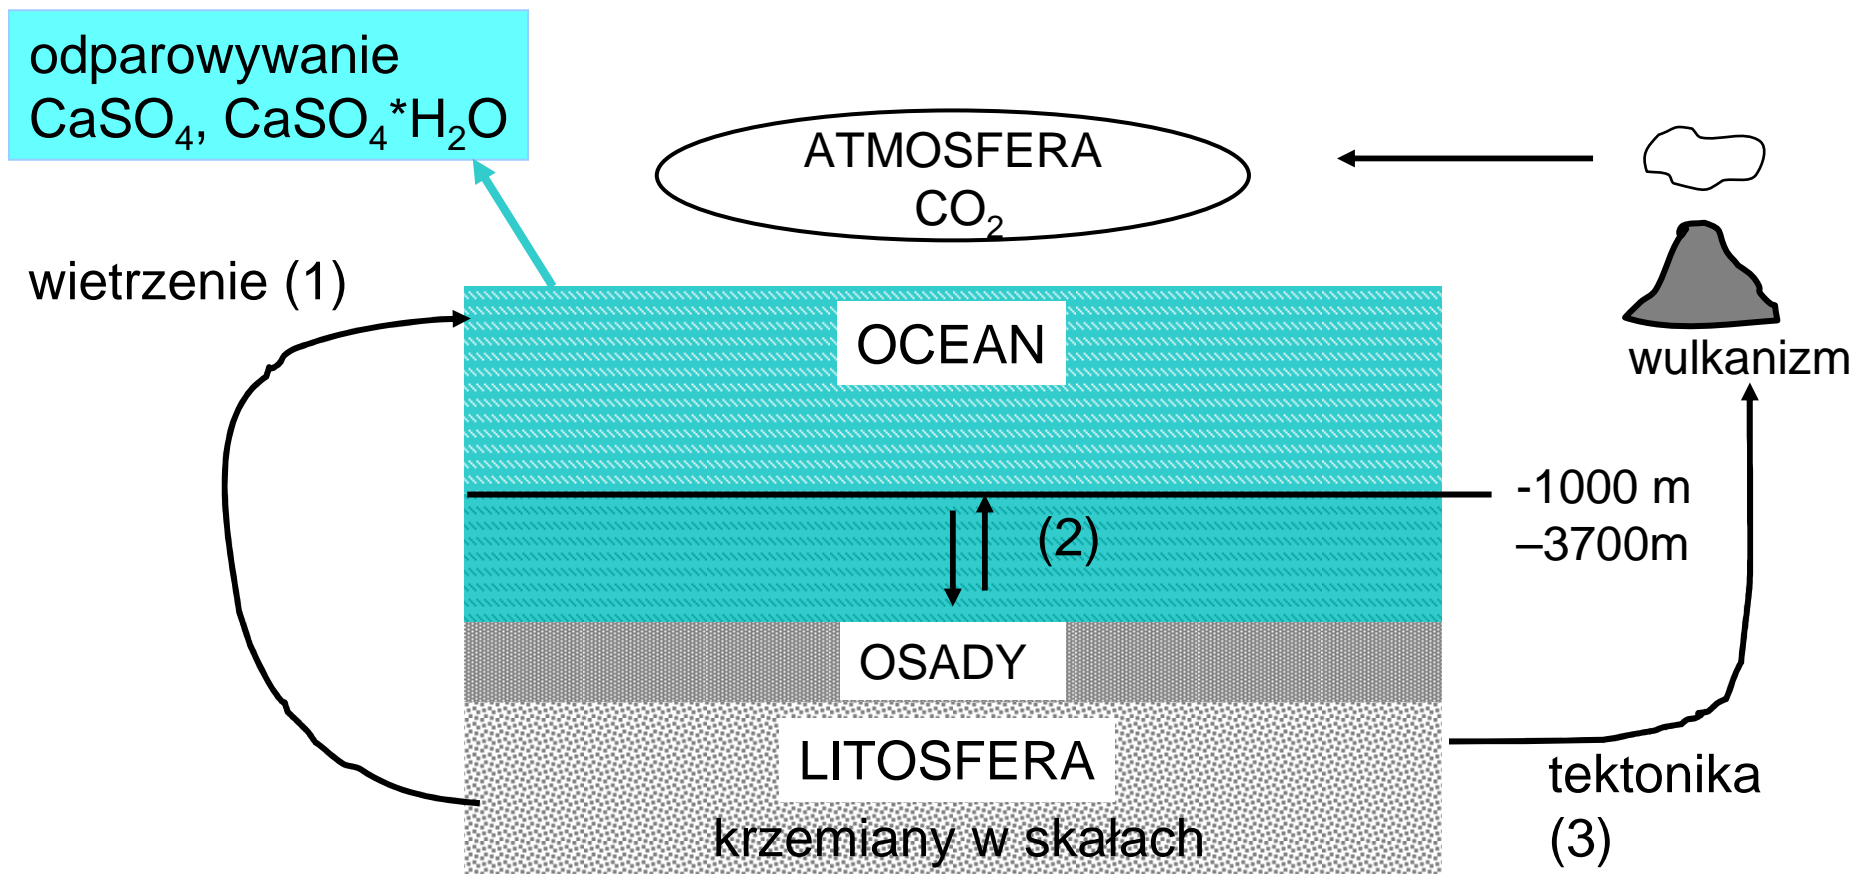 odparowywanie
CaSO₄, CaSO₄*H₂O
ATMOSFERA
CO₂
wietrzenie (1)
OCEAN
wulkanizm
-1000 m
–3700m
(2)
OSADY
LITOSFERA
krzemiany w skałach
tektonika
(3)